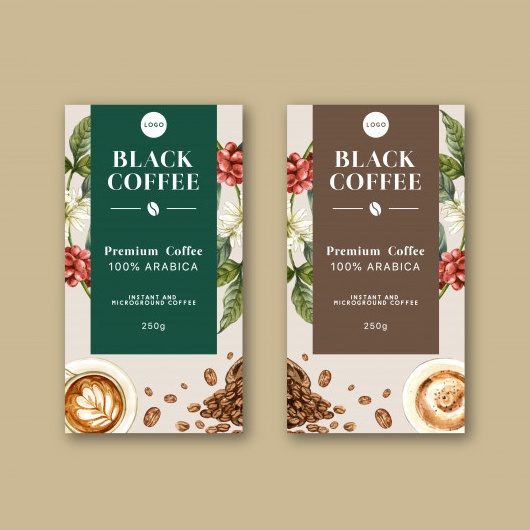 LOGO
BLACK
COFFEE
Premium Coffee
100% ARABICA
INSTANT AND
MICROGROUND COFFEE
250g
LOGO
BLACK
COFFEE
Premium Coffee
100% ARABICA
INSTANT AND
MICROGROUND COFFEE
250g